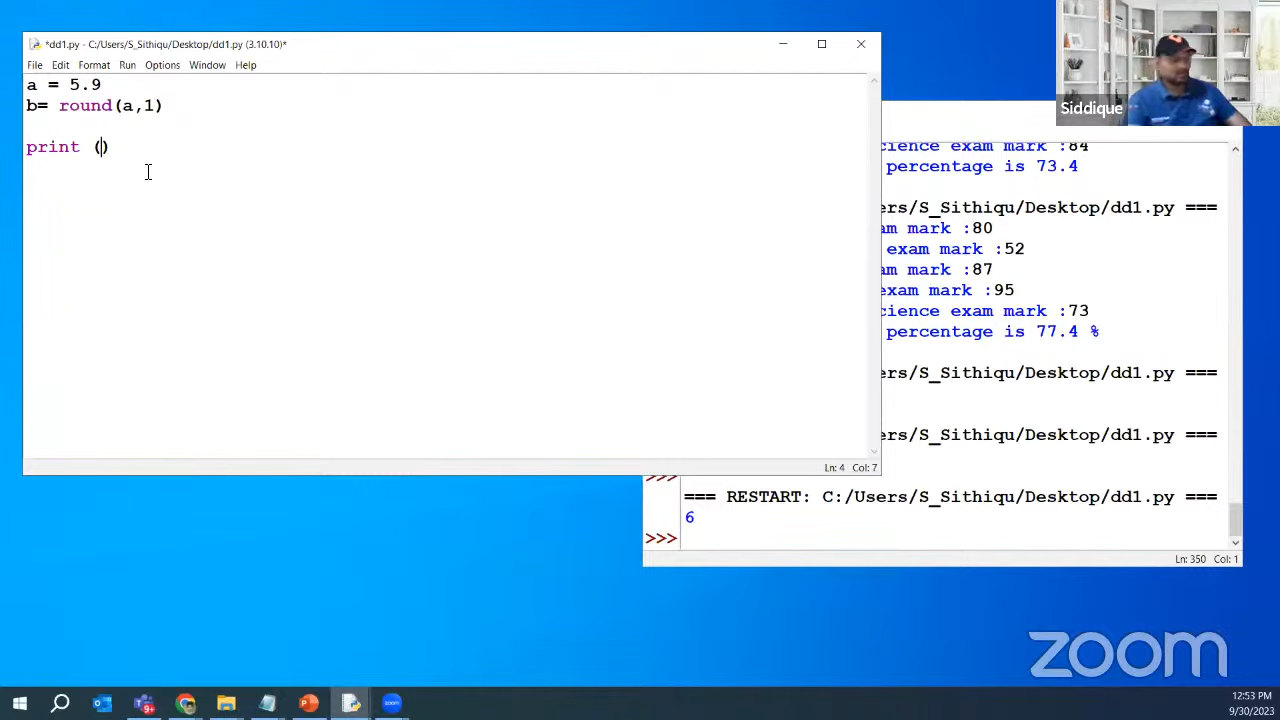 *dd1.py - C:/Users/S_Sithiqu/Desktop/dd1.py (3.10.10)*
File Edit Format Run Options Window Help
a = 5.9
b= round(a,1)
print ()
Ln: 4 Col: 7
Siddique
cience exam mark :84
percentage is 73.4
ers/S_Sithiqu/Desktop/dd1.py ===
am mark :80
exam mark :52
am mark :87
exam mark :95
cience exam mark :73
percentage is 77.4 %
ers/S_Sithiqu/Desktop/dd1.py ===
ers/S_Sithiqu/Desktop/dd1.py ===
>>>
=== RESTART: C:/Users/S_Sithiqu/Desktop/dd1.py ===
6
>>>
Ln: 350 Col: 1
zoom
12:53 PM
9/30/2023